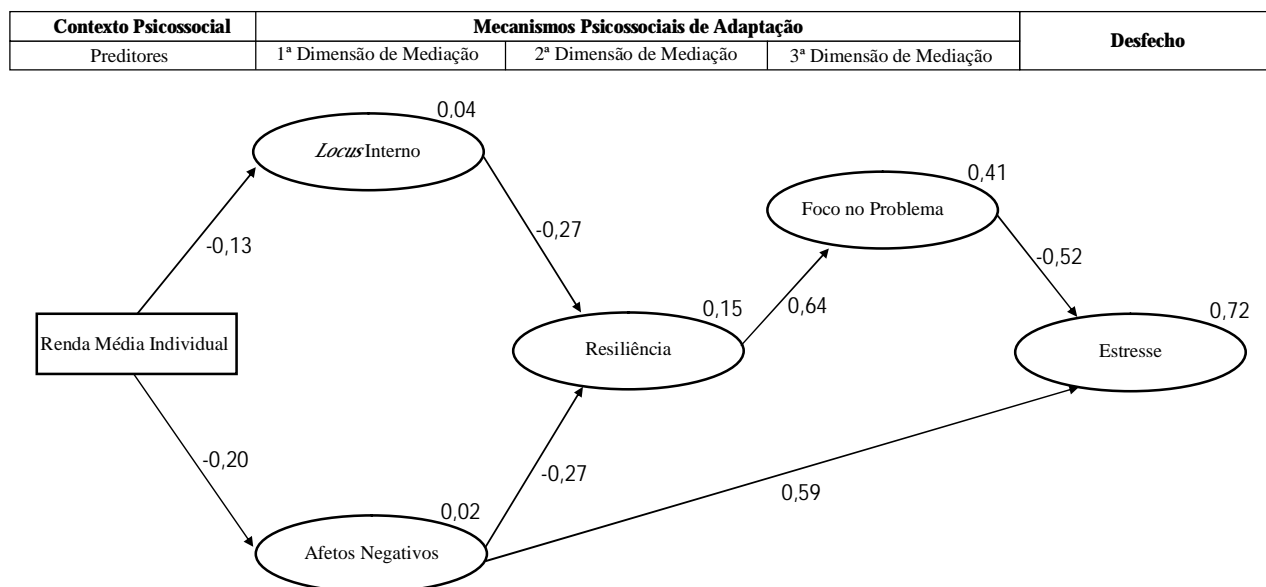 Contexto Psicossocial
Mecanismos Psicossociais de Adaptação
Desfecho
Preditores
1ª Dimensão de Mediação
2ª Dimensão de Mediação
3ª Dimensão de Mediação
0,04
Locus Interno
0,41
Foco no Problema
-0,13
-0,27
-0,52
0,15
0,64
0,72
Renda Média Individual
Resiliência
Estresse
-0,20
-0,27
0,59
0,02
Afetos Negativos